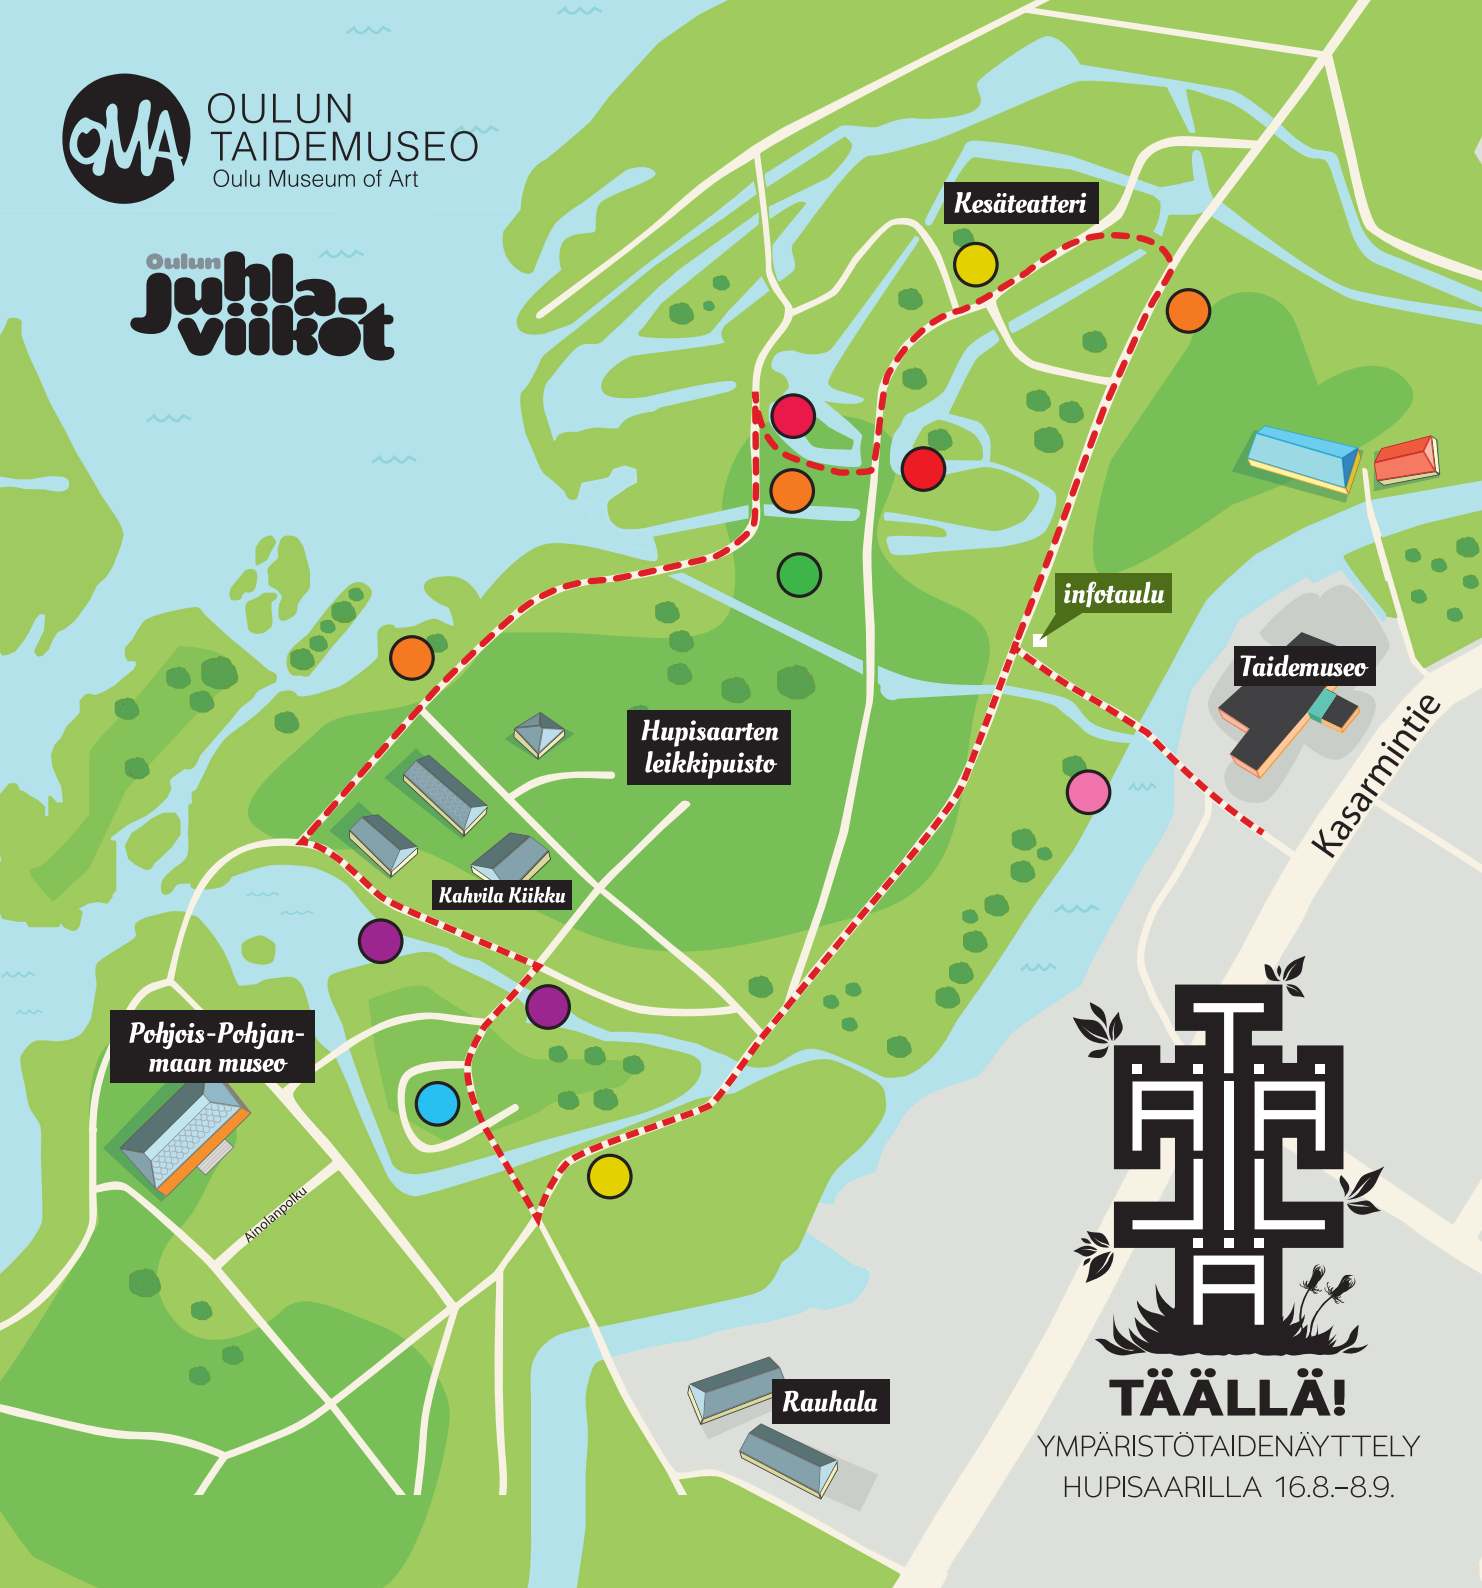 OMA
OULUN
TAIDEMUSEO
Oulu Museum of Art
Oulun
juhla-
viikot
Kesäteatteri
infotaulu
Taidemuseo
Kasarmintie
Hupisaarten
leikkipuisto
Kahvila Kiikku
Pohjois-Pohjan-
maan museo
Ainolanpolku
Rauhala
TÄÄLLÄ
TÄÄLLÄ!
YMPÄRISTÖTAIDENÄYTTELY
HUPISAARILLA 16.8.–8.9.